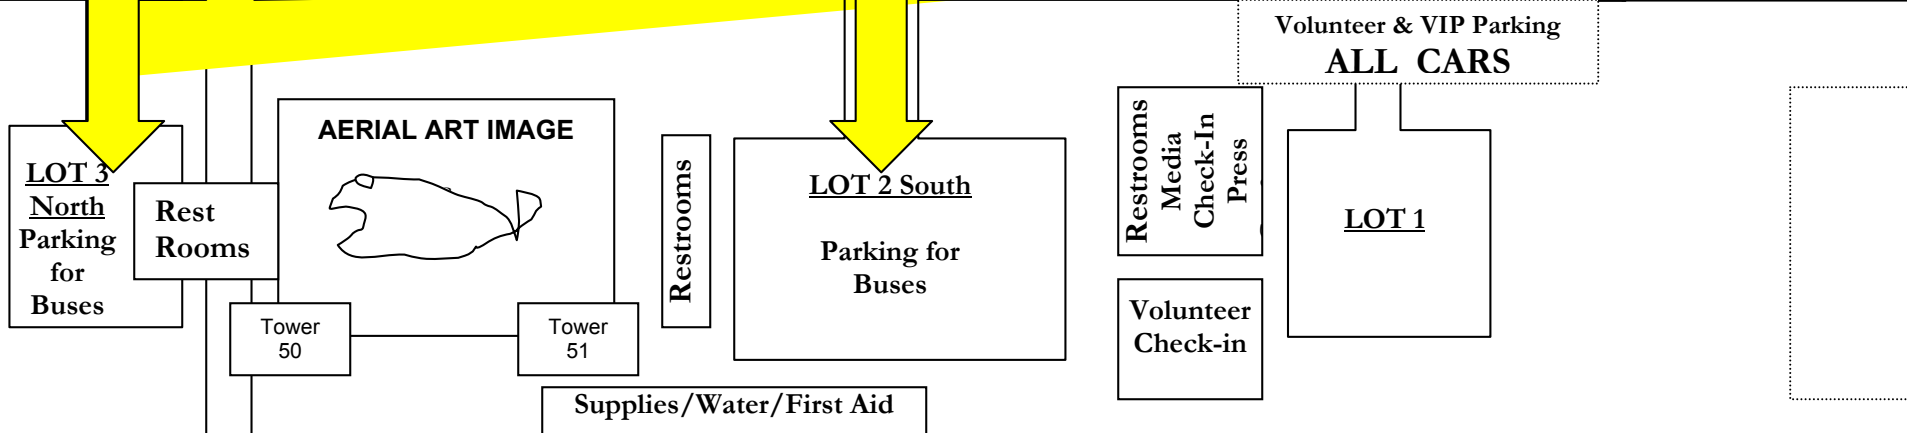 Volunteer & VIP Parking
ALL CARS
AERIAL ART IMAGE
LOT 3
North
Parking
for
Buses
Rest
Rooms
Tower
50
Tower
51
Restrooms
LOT 2 South
Parking for
Buses
Supplies/Water/First Aid
Restrooms
Media
Check-In
Press
Volunteer
Check-in
LOT 1